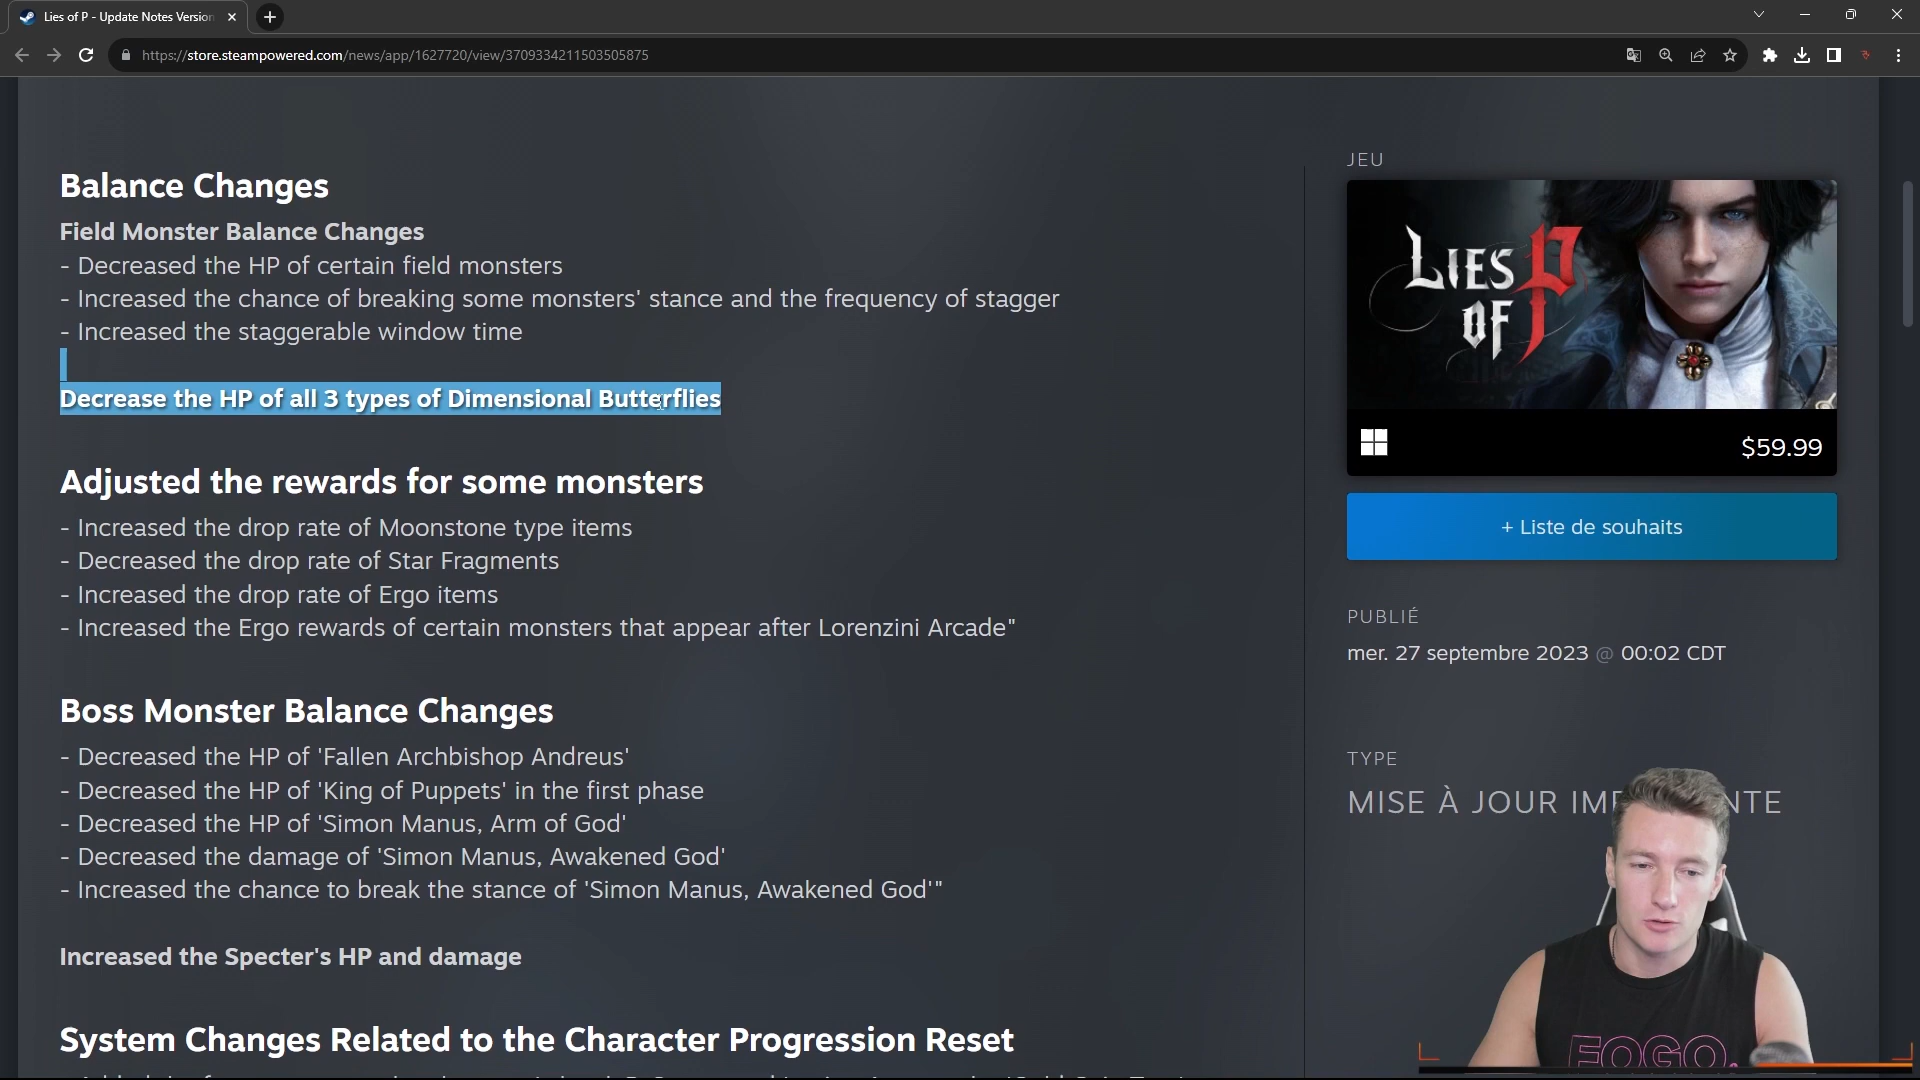 Lies of P - Update Notes Version
https://store.steampowered.com/news/app/1627720/view/3709334211503505875
Balance Changes
Field Monster Balance Changes
- Decreased the HP of certain field monsters
- Increased the chance of breaking some monsters' stance and the frequency of stagger
- Increased the staggerable window time
Decrease the HP of all 3 types of Dimensional Butterflies
Adjusted the rewards for some monsters
- Increased the drop rate of Moonstone type items
- Decreased the drop rate of Star Fragments
- Increased the drop rate of Ergo items
- Increased the Ergo rewards of certain monsters that appear after Lorenzini Arcade"
Boss Monster Balance Changes
- Decreased the HP of 'Fallen Archbishop Andreus'
- Decreased the HP of 'King of Puppets' in the first phase
- Decreased the HP of 'Simon Manus, Arm of God'
- Decreased the damage of 'Simon Manus, Awakened God'
- Increased the chance to break the stance of 'Simon Manus, Awakened God'"
Increased the Specter's HP and damage
System Changes Related to the Character Progression Reset
JEU
LIES
OF P
$59.99
+ Liste de souhaits
PUBLIÉ
mer. 27 septembre 2023 @ 00:02 CDT
TYPE
MISE À JOUR
FOGO.